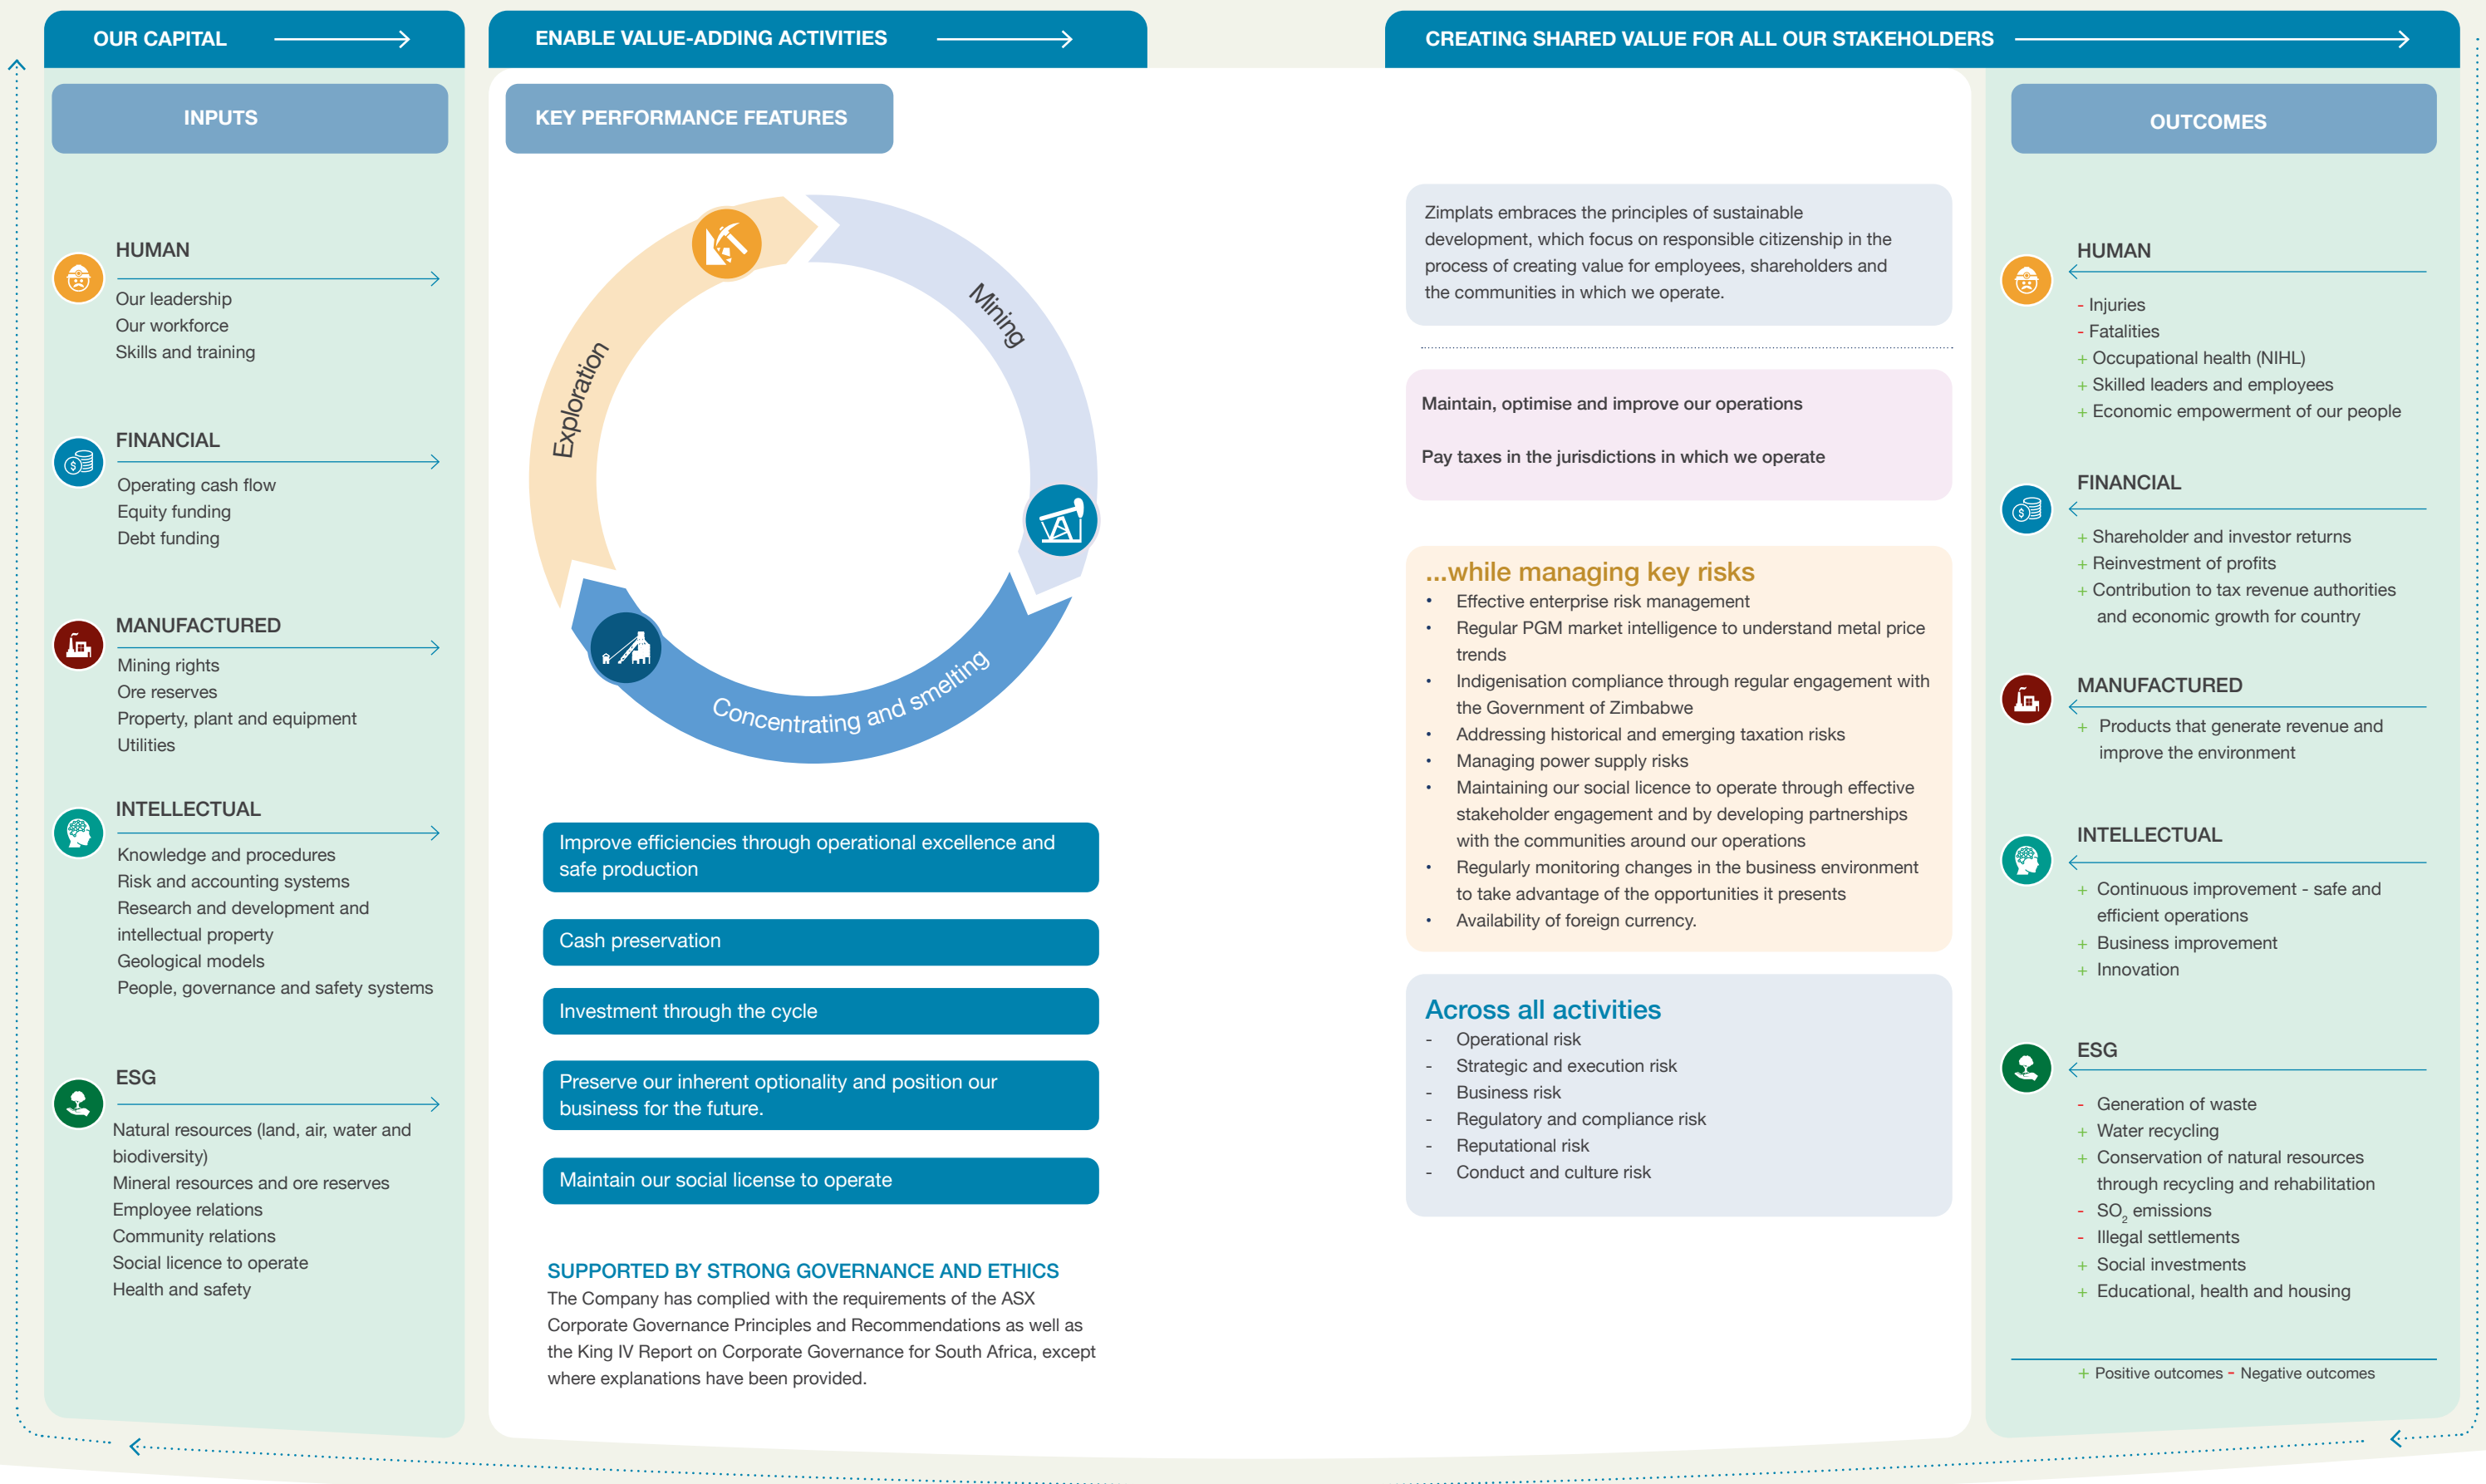 OUR CAPITAL
INPUTS
HUMAN
Our leadership
Our workforce
Skills and training
FINANCIAL
Operating cash flow
Equity funding
Debt funding
MANUFACTURED
Mining rights
Ore reserves
Property, plant and equipment
Utilities
INTELLECTUAL
Knowledge and procedures
Risk and accounting systems
Research and development and
intellectual property
Geological models
People, governance and safety systems
ESG
Natural resources (land, air, water and
biodiversity)
Mineral resources and ore reserves
Employee relations
Community relations
Social licence to operate
Health and safety
ENABLE VALUE-ADDING ACTIVITIES
KEY PERFORMANCE FEATURES
Exploration
Mining
Concentrating and smelting
Improve efficiencies through operational excellence and
safe production
Cash preservation
Investment through the cycle
Preserve our inherent optionality and position our
business for the future.
Maintain our social license to operate
SUPPORTED BY STRONG GOVERNANCE AND ETHICS
The Company has complied with the requirements of the ASX
Corporate Governance Principles and Recommendations as well as
the King IV Report on Corporate Governance for South Africa, except
where explanations have been provided.
CREATING SHARED VALUE FOR ALL OUR STAKEHOLDERS
Zimplats embraces the principles of sustainable
development, which focus on responsible citizenship in the
process of creating value for employees, shareholders and
the communities in which we operate.
Maintain, optimise and improve our operations
Pay taxes in the jurisdictions in which we operate
...while managing key risks
• Effective enterprise risk management
• Regular PGM market intelligence to understand metal price
trends
• Indigenisation compliance through regular engagement with
the Government of Zimbabwe
• Addressing historical and emerging taxation risks
• Managing power supply risks
• Maintaining our social licence to operate through effective
stakeholder engagement and by developing partnerships
with the communities around our operations
• Regularly monitoring changes in the business environment
to take advantage of the opportunities it presents
• Availability of foreign currency.
Across all activities
- Operational risk
- Strategic and execution risk
- Business risk
- Regulatory and compliance risk
- Reputational risk
- Conduct and culture risk
OUTCOMES
HUMAN
- Injuries
- Fatalities
+ Occupational health (NIHL)
+ Skilled leaders and employees
+ Economic empowerment of our people
FINANCIAL
+ Shareholder and investor returns
+ Reinvestment of profits
+ Contribution to tax revenue authorities
and economic growth for country
MANUFACTURED
+ Products that generate revenue and
improve the environment
INTELLECTUAL
+ Continuous improvement - safe and
efficient operations
+ Business improvement
+ Innovation
ESG
- Generation of waste
+ Water recycling
+ Conservation of natural resources
through recycling and rehabilitation
- SO₂ emissions
- Illegal settlements
+ Social investments
+ Educational, health and housing
+ Positive outcomes - Negative outcomes